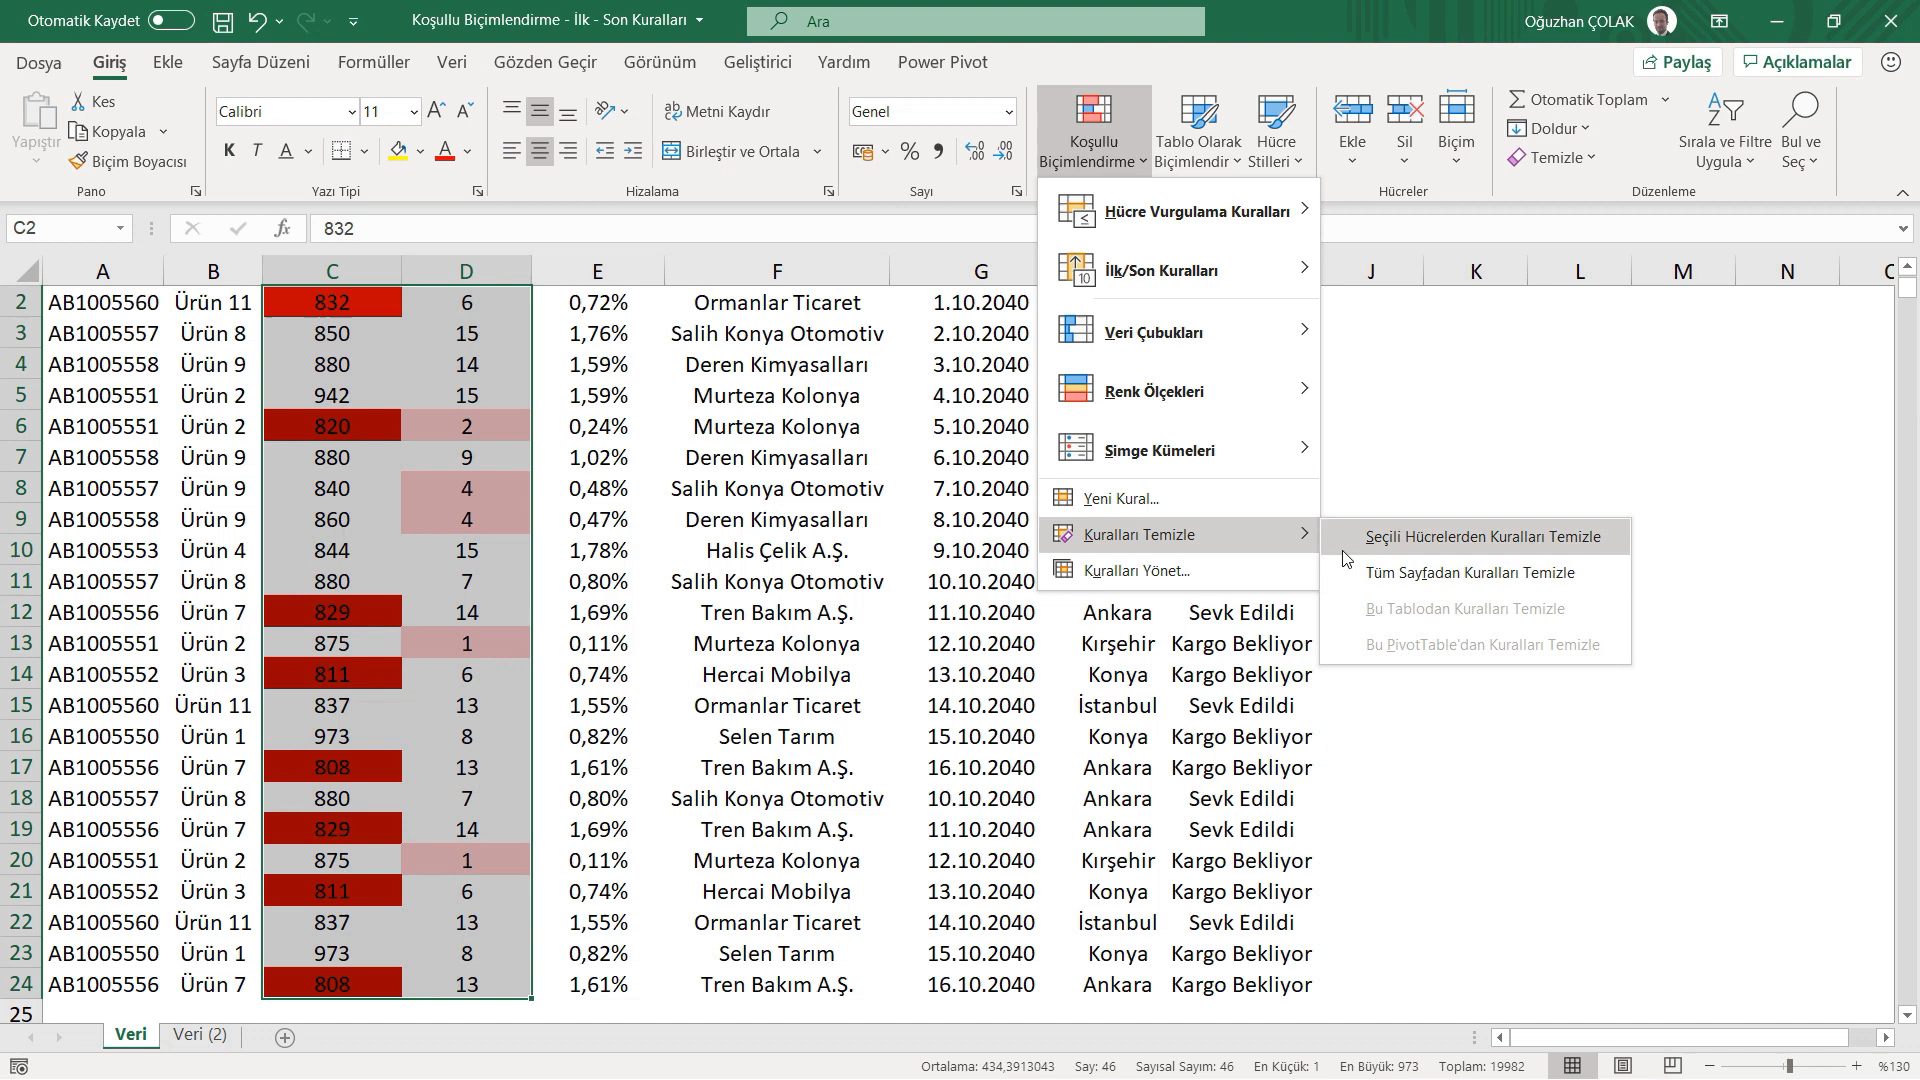 Otomatik Kaydet
Koşullu Biçimlendirme - İlk - Son Kuralları
Ara
Oğuzhan ÇOLAK
Dosya Giriş Ekle Sayfa Düzeni Formüller Veri Gözden Geçir Görünüm Geliştirici Yardım Power Pivot
Paylaş
Açıklamalar
Yapıştır
Kes
Kopyala
Biçim Boyacısı
Pano
Calibri 11
K T A A
Yazı Tipi
Metni Kaydır
Birleştir ve Ortala
Hizalama
Genel
%
Sayı
Koşullu Biçimlendirme
Tablo Olarak Biçimlendir
Hücre Stilleri
Ekle Sil Biçim
Hücreler
Otomatik Toplam
Doldur
Temizle
Sırala ve Filtre Uygula
Bul ve Seç
Düzenleme
C2 fx 832
Hücre Vurgulama Kuralları
İlk/Son Kuralları
Veri Çubukları
Renk Ölçekleri
Simge Kümeleri
Yeni Kural...
Kuralları Temizle
Kuralları Yönet...
Seçili Hücrelerden Kuralları Temizle
Tüm Sayfadan Kuralları Temizle
Bu Tablodan Kuralları Temizle
Bu PivotTable'dan Kuralları Temizle
A B C D E F G J K L M N
2 AB1005560 Ürün 11 832 6 0,72% Ormanlar Ticaret 1.10.2040
3 AB1005557 Ürün 8 850 15 1,76% Salih Konya Otomotiv 2.10.2040
4 AB1005558 Ürün 9 880 14 1,59% Deren Kimyasalları 3.10.2040
5 AB1005551 Ürün 2 942 15 1,59% Murteza Kolonya 4.10.2040
6 AB1005551 Ürün 2 820 2 0,24% Murteza Kolonya 5.10.2040
7 AB1005558 Ürün 9 880 9 1,02% Deren Kimyasalları 6.10.2040
8 AB1005557 Ürün 9 840 4 0,48% Salih Konya Otomotiv 7.10.2040
9 AB1005558 Ürün 9 860 4 0,47% Deren Kimyasalları 8.10.2040
10 AB1005553 Ürün 4 844 15 1,78% Halis Çelik A.Ş. 9.10.2040
11 AB1005557 Ürün 8 880 7 0,80% Salih Konya Otomotiv 10.10.2040
12 AB1005556 Ürün 7 829 14 1,69% Tren Bakım A.Ş. 11.10.2040 Ankara Sevk Edildi
13 AB1005551 Ürün 2 875 1 0,11% Murteza Kolonya 12.10.2040 Kırşehir Kargo Bekliyor
14 AB1005552 Ürün 3 811 6 0,74% Hercai Mobilya 13.10.2040 Konya Kargo Bekliyor
15 AB1005560 Ürün 11 837 13 1,55% Ormanlar Ticaret 14.10.2040 İstanbul Sevk Edildi
16 AB1005550 Ürün 1 973 8 0,82% Selen Tarım 15.10.2040 Konya Kargo Bekliyor
17 AB1005556 Ürün 7 808 13 1,61% Tren Bakım A.Ş. 16.10.2040 Ankara Kargo Bekliyor
18 AB1005557 Ürün 8 880 7 0,80% Salih Konya Otomotiv 10.10.2040 Ankara Sevk Edildi
19 AB1005556 Ürün 7 829 14 1,69% Tren Bakım A.Ş. 11.10.2040 Ankara Sevk Edildi
20 AB1005551 Ürün 2 875 1 0,11% Murteza Kolonya 12.10.2040 Kırşehir Kargo Bekliyor
21 AB1005552 Ürün 3 811 6 0,74% Hercai Mobilya 13.10.2040 Konya Kargo Bekliyor
22 AB1005560 Ürün 11 837 13 1,55% Ormanlar Ticaret 14.10.2040 İstanbul Sevk Edildi
23 AB1005550 Ürün 1 973 8 0,82% Selen Tarım 15.10.2040 Konya Kargo Bekliyor
24 AB1005556 Ürün 7 808 13 1,61% Tren Bakım A.Ş. 16.10.2040 Ankara Kargo Bekliyor
25
Veri Veri (2)
Ortalama: 434,3913043 Say: 46 Sayısal Sayım: 46 En Küçük: 1 En Büyük: 973 Toplam: 19982 %130